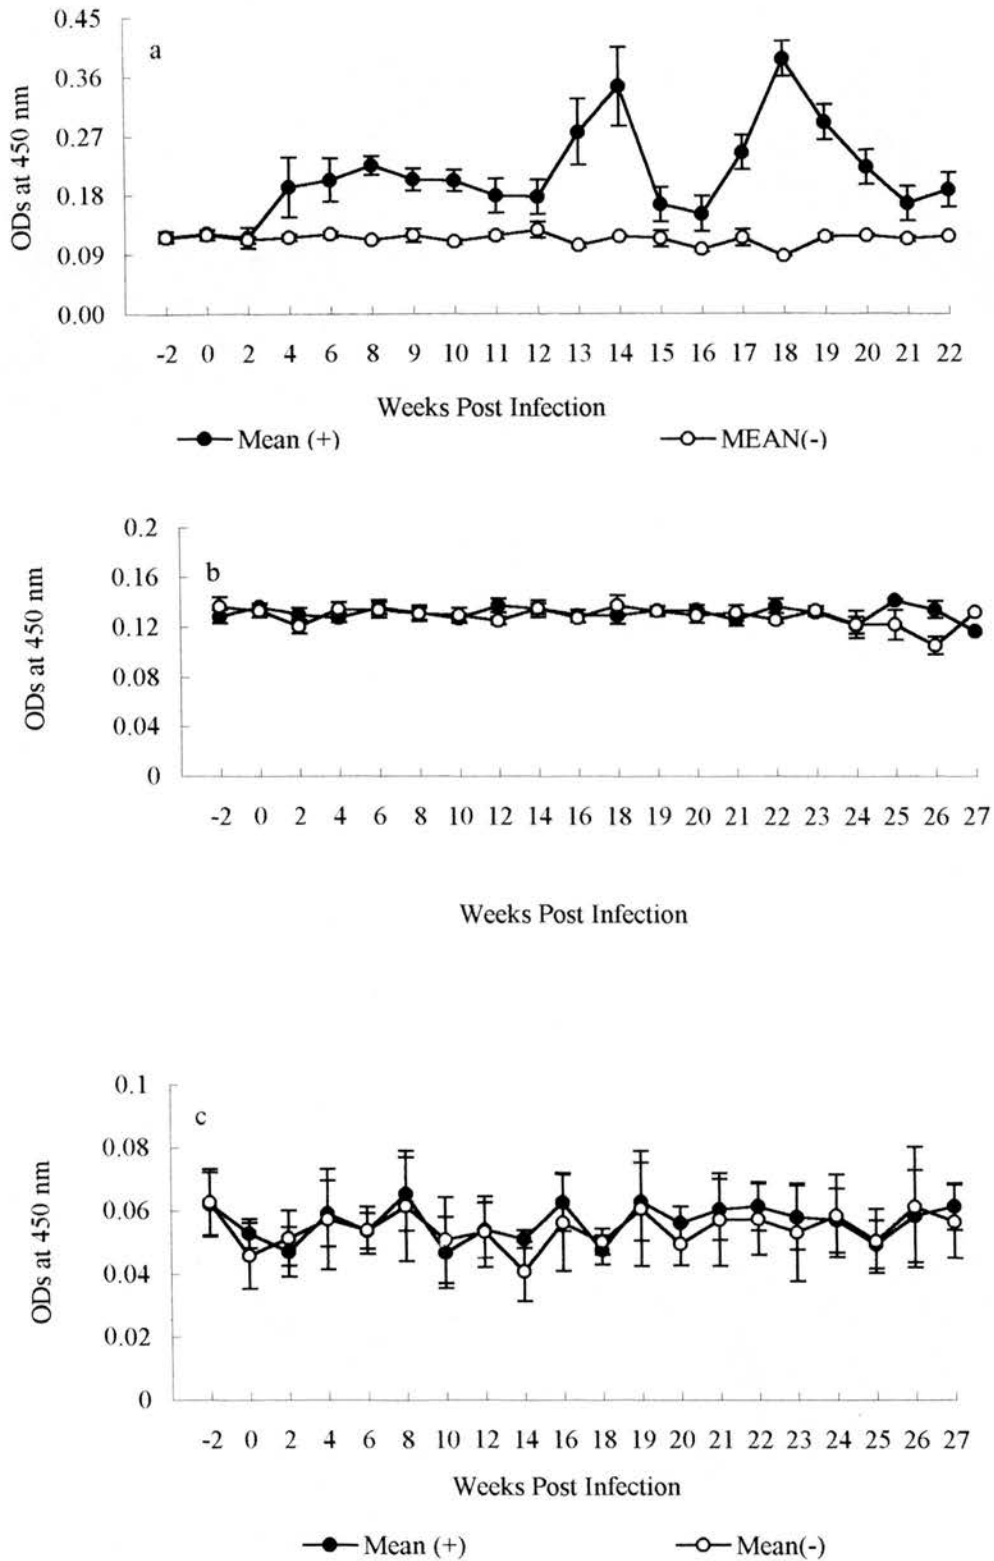 a
ODs at 450 nm
0.45
0.36
0.27
0.18
0.09
0.00
-2 0 2 4 6 8 9 10 11 12 13 14 15 16 17 18 19 20 21 22
Weeks Post Infection
Mean (+) MEAN(-)
b
ODs at 450 nm
0.2
0.16
0.12
0.08
0.04
0
-2 0 2 4 6 8 10 12 14 16 18 19 20 21 22 23 24 25 26 27
Weeks Post Infection
c
ODs at 450 nm
0.1
0.08
0.06
0.04
0.02
0
-2 0 2 4 6 8 10 12 14 16 18 19 20 21 22 23 24 25 26 27
Weeks Post Infection
Mean (+) Mean(-)